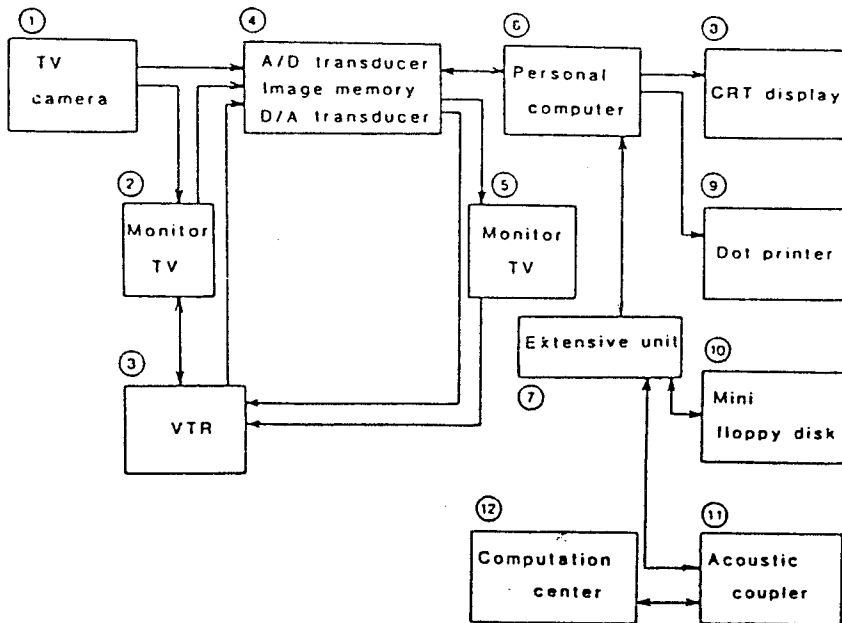 ①
TV
camera
②
Monitor
TV
③
VTR
④
A/D transducer
Image memory
D/A transducer
⑤
Monitor
TV
⑥
Personal
computer
⑦
Extensive unit
③
CRT display
⑨
Dot printer
⑩
Mini
floppy disk
⑪
Acoustic
coupler
⑫
Computation
center